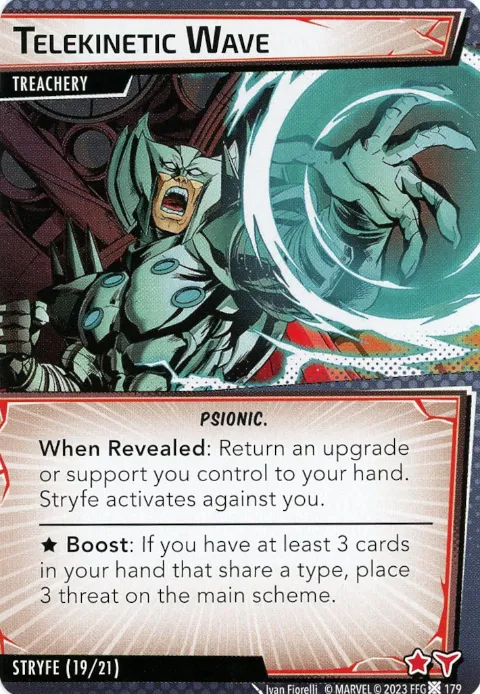 TELEKINETIC WAVE
TREACHERY
PSIONIC.
When Revealed: Return an upgrade
or support you control to your hand.
Stryfe activates against you.
★ Boost: If you have at least 3 cards
in your hand that share a type, place
3 threat on the main scheme.
STRYFE (19/21)
Ivan Fiorelli © MARVEL © 2023 FFG 179